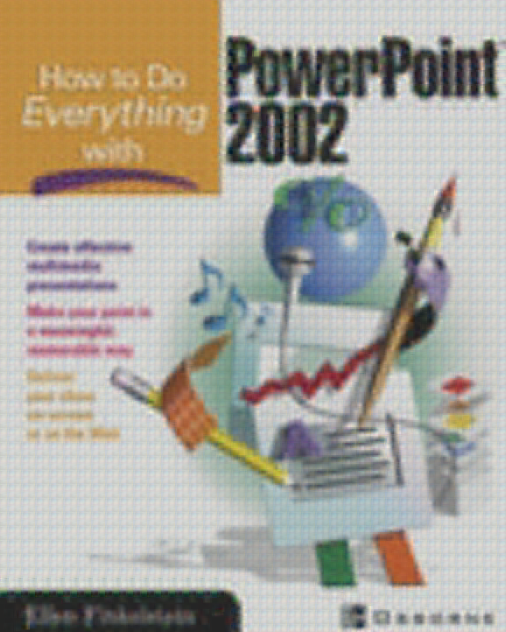 How to Do
Everything
with
PowerPoint
2002
Create effective
multimedia
presentations
Make your point in
a meaningful,
memorable way
Deliver
your show
on-screen
or on the Web
Ellen Finkelstein
OSBORNE